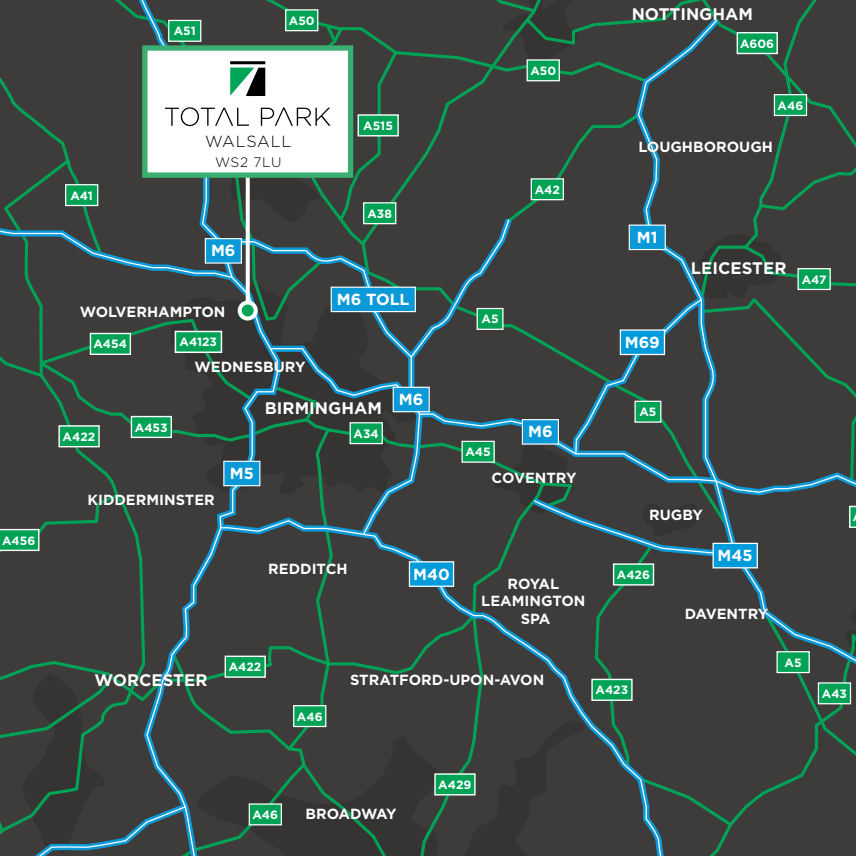 NOTTINGHAM
A50
A51
A606
A50
A46
TOTAL PARK
WALSALL
WS2 7LU
A515
LOUGHBOROUGH
A42
A41
A38
M1
M6
LEICESTER
A47
M6 TOLL
WOLVERHAMPTON
A5
A454
A4123
M69
WEDNESBURY
M6
BIRMINGHAM
A5
A453
M6
A34
A422
A45
M5
COVENTRY
KIDDERMINSTER
RUGBY
A456
M45
REDDITCH
M40
A426
ROYAL
LEAMINGTON
SPA
DAVENTRY
A422
A5
WORCESTER
STRATFORD-UPON-AVON
A423
A43
A46
A429
A46
BROADWAY